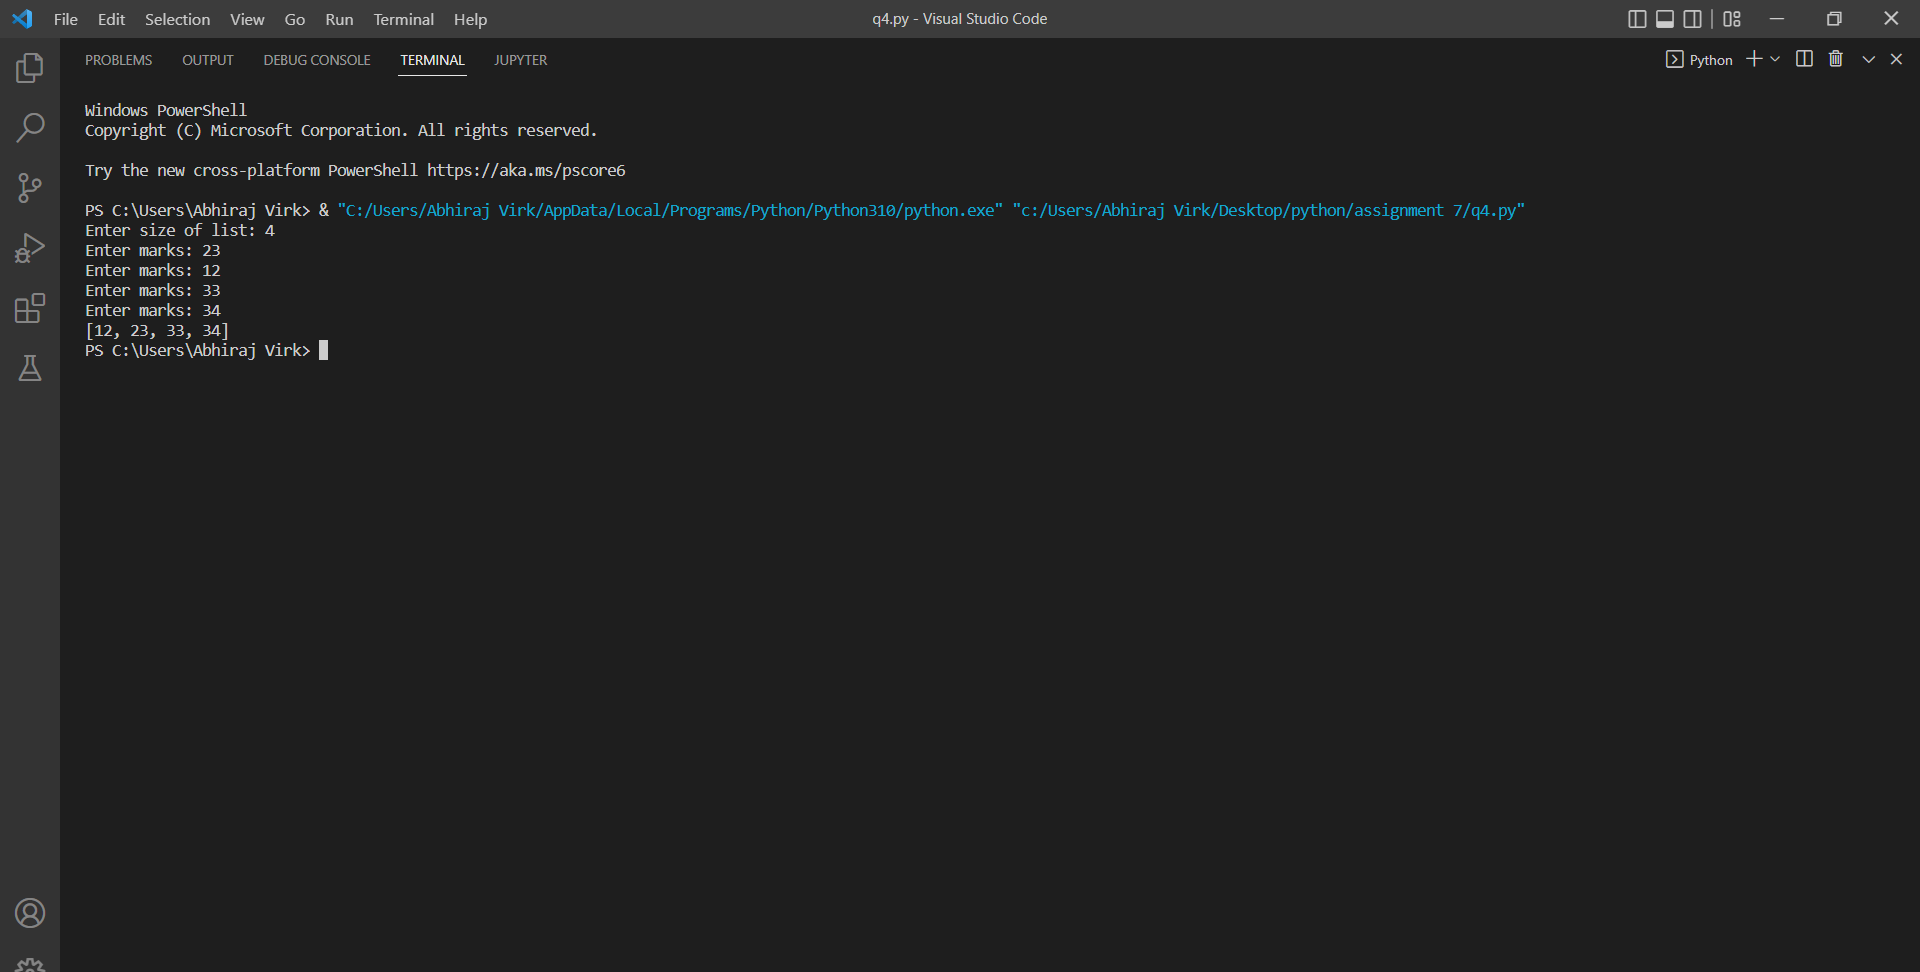 File Edit Selection View Go Run Terminal Help q4.py - Visual Studio Code
PROBLEMS OUTPUT DEBUG CONSOLE TERMINAL JUPYTER Python
Windows PowerShell
Copyright (C) Microsoft Corporation. All rights reserved.
Try the new cross-platform PowerShell https://aka.ms/pscore6
PS C:\Users\Abhiraj Virk> & "C:/Users/Abhiraj Virk/AppData/Local/Programs/Python/Python310/python.exe" "c:/Users/Abhiraj Virk/Desktop/python/assignment 7/q4.py"
Enter size of list: 4
Enter marks: 23
Enter marks: 12
Enter marks: 33
Enter marks: 34
[12, 23, 33, 34]
PS C:\Users\Abhiraj Virk>